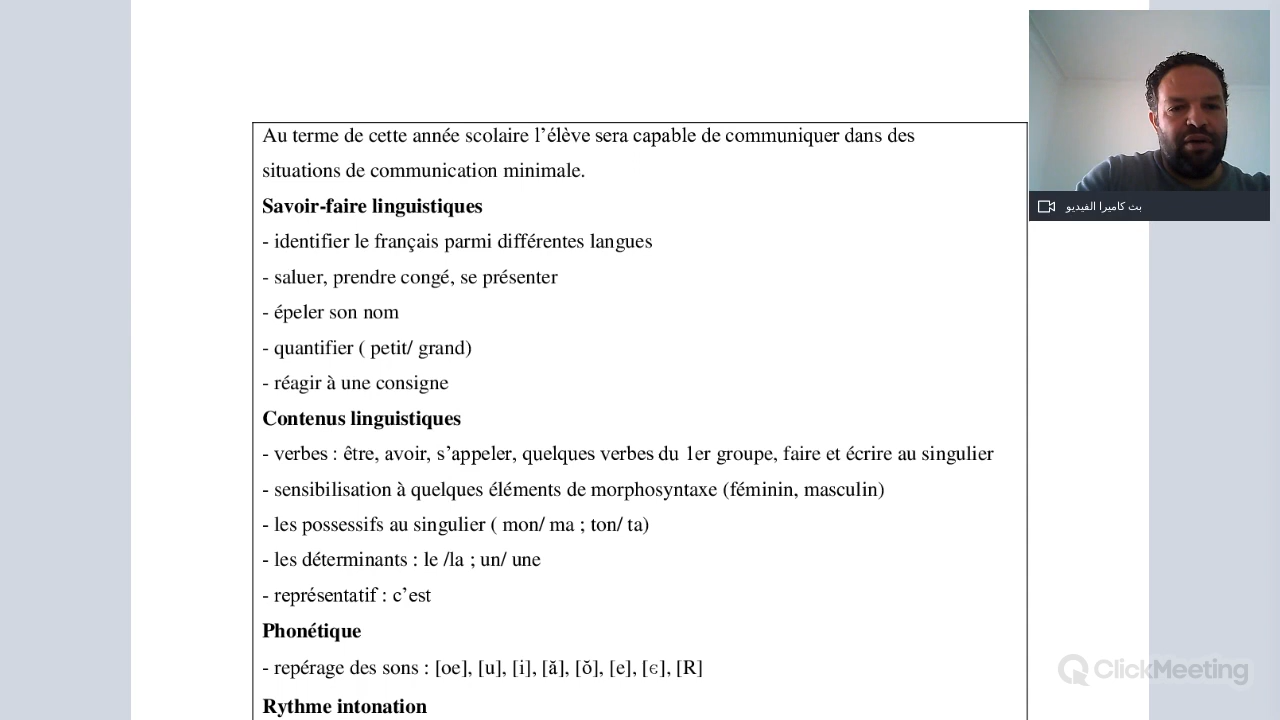 Au terme de cette année scolaire l’élève sera capable de communiquer dans des
situations de communication minimale.
Savoir-faire linguistiques
- identifier le français parmi différentes langues
- saluer, prendre congé, se présenter
- épeler son nom
- quantifier ( petit/ grand)
- réagir à une consigne
Contenus linguistiques
- verbes : être, avoir, s’appeler, quelques verbes du 1er groupe, faire et écrire au singulier
- sensibilisation à quelques éléments de morphosyntaxe (féminin, masculin)
- les possessifs au singulier ( mon/ ma ; ton/ ta)
- les déterminants : le /la ; un/ une
- représentatif : c’est
Phonétique
- repérage des sons : [oe], [u], [i], [ă], [ŏ], [e], [є], [R]
Rythme intonation
بث كاميرا الفيديو
ClickMeeting